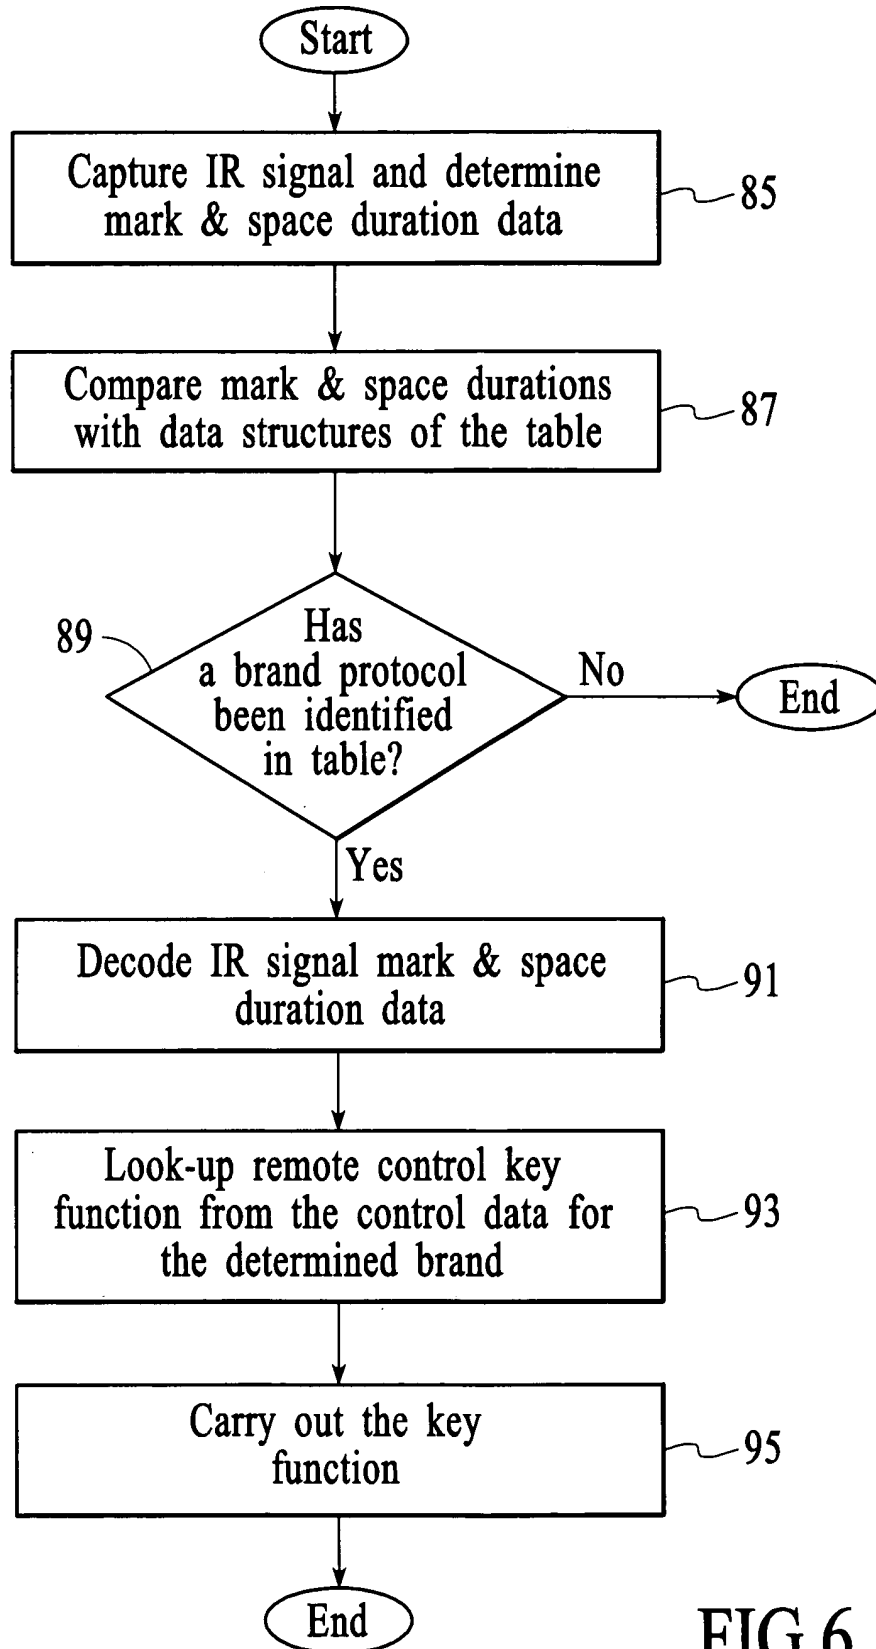 Start
Capture IR signal and determine
mark & space duration data
85
Compare mark & space durations
with data structures of the table
87
89
Has
a brand protocol
been identified
in table?
No
End
Yes
Decode IR signal mark & space
duration data
91
Look-up remote control key
function from the control data for
the determined brand
93
Carry out the key
function
95
End
FIG.6